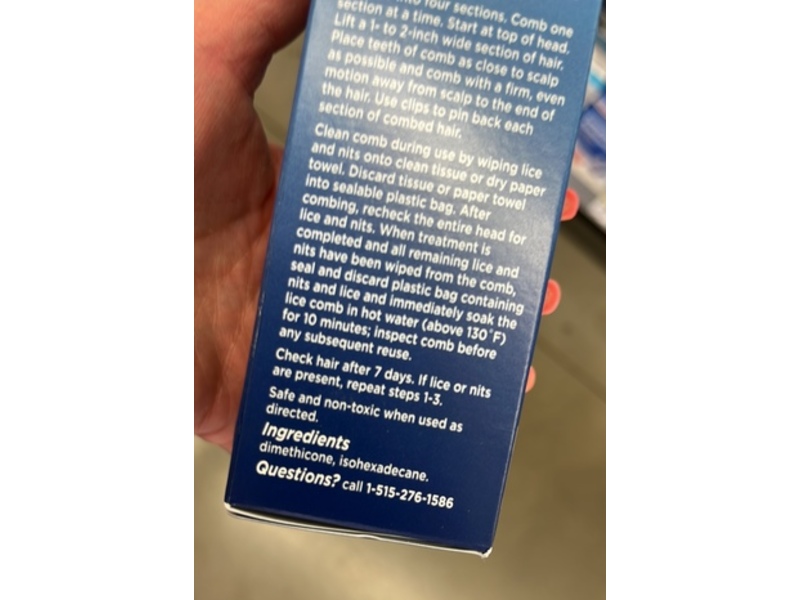 into four sections. Comb one
section at a time. Start at top of head.
Lift a 1- to 2-inch wide section of hair.
Place teeth of comb as close to scalp
as possible and comb with a firm, even
motion away from scalp to the end of
the hair. Use clips to pin back each
section of combed hair.
Clean comb during use by wiping lice
and nits onto clean tissue or dry paper
towel. Discard tissue or paper towel
into sealable plastic bag. After
combing, recheck the entire head for
lice and nits. When treatment is
completed and all remaining lice and
nits have been wiped from the comb,
seal and discard plastic bag containing
nits and lice and immediately soak the
lice comb in hot water (above 130°F)
for 10 minutes; inspect comb before
any subsequent reuse.
Check hair after 7 days. If lice or nits
are present, repeat steps 1-3.
Safe and non-toxic when used as
directed.
Ingredients
dimethicone, isohexadecane.
Questions? call 1-515-276-1586